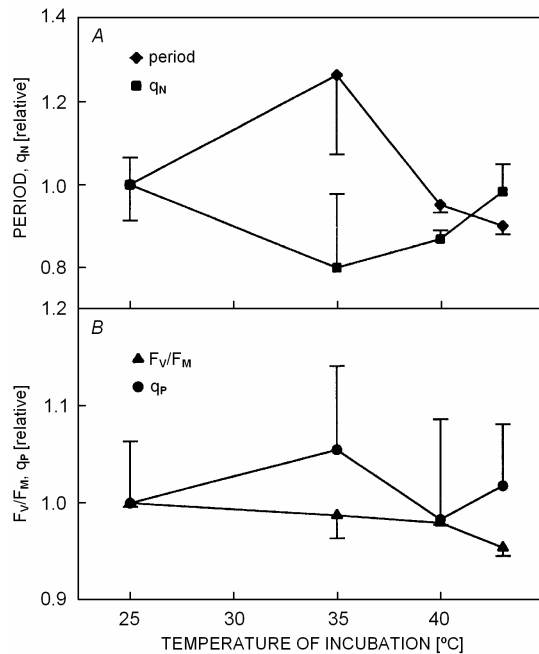 1.4
A
period
qN
1.2
1.0
0.8
PERIOD, qN [relative]
1.2
B
FV/FM
qP
1.1
1.0
0.9
FV/FM, qP [relative]
25 30 35 40
TEMPERATURE OF INCUBATION [ºC]